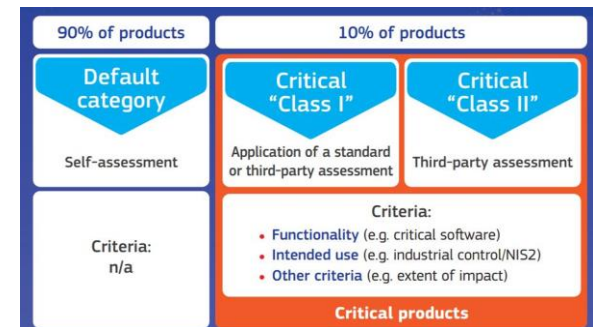 90% of products
10% of products
Default
category
Self-assessment
Critical
"Class I"
Application of a standard
or third-party assessment
Critical
"Class II"
Third-party assessment
Criteria:
n/a
Criteria:
• Functionality (e.g. critical software)
• Intended use (e.g. industrial control/NIS2)
• Other criteria (e.g. extent of impact)
Critical products